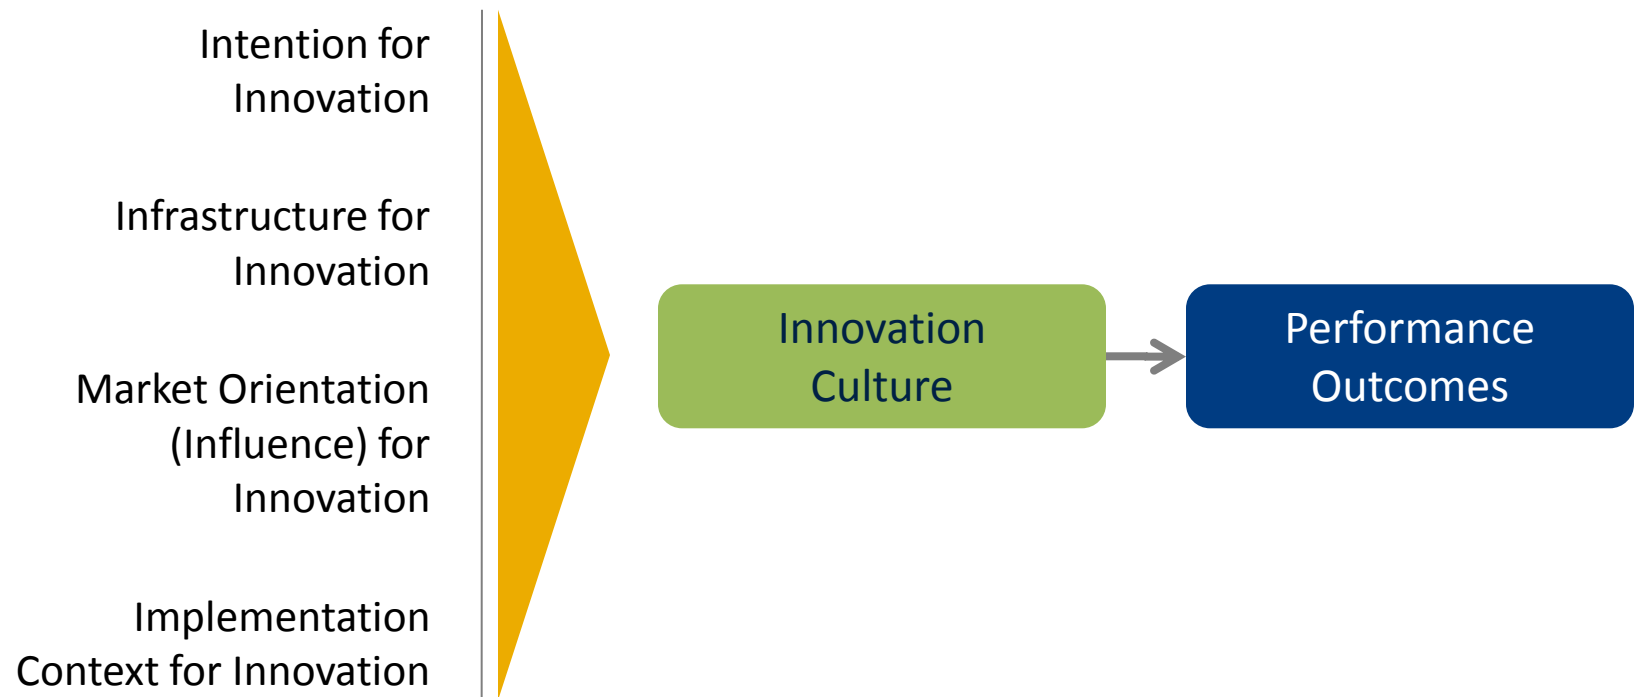 Intention for
Innovation
Infrastructure for
Innovation
Market Orientation
(Influence) for
Innovation
Implementation
Context for Innovation
Innovation
Culture
Performance
Outcomes